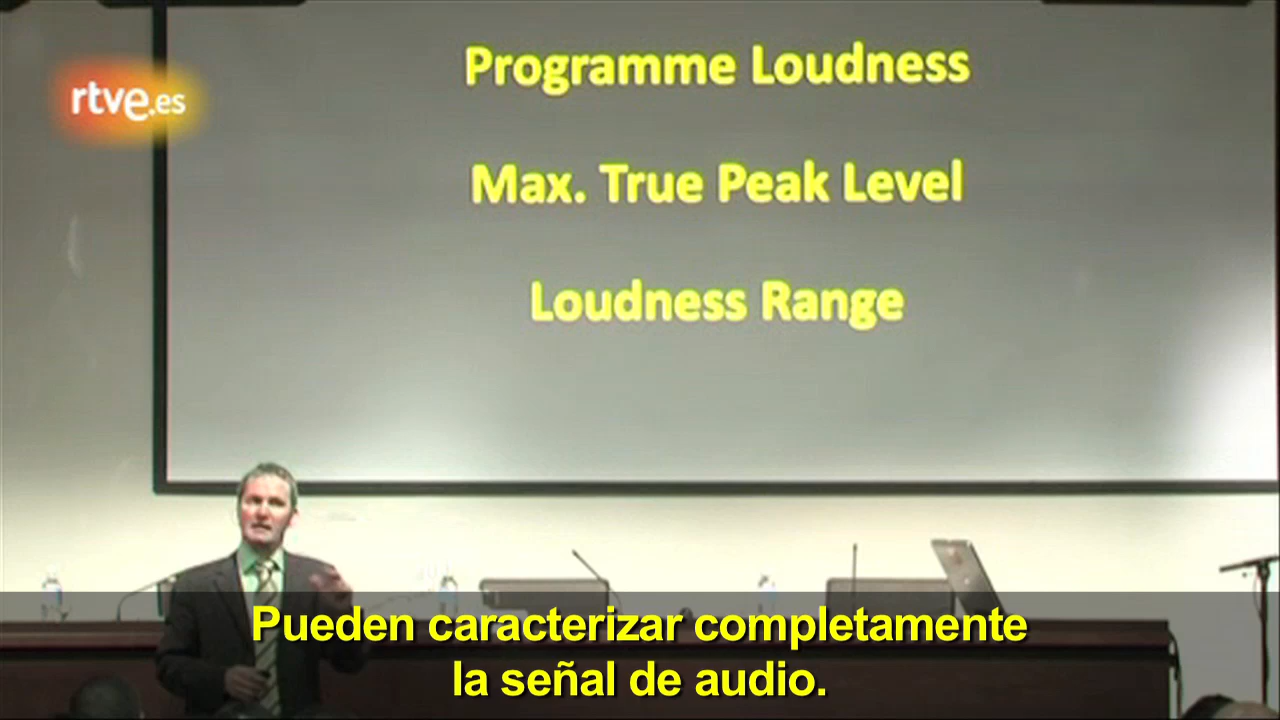 Programme Loudness
rtve.es
Max. True Peak Level
Loudness Range
Pueden caracterizar completamente
la señal de audio.